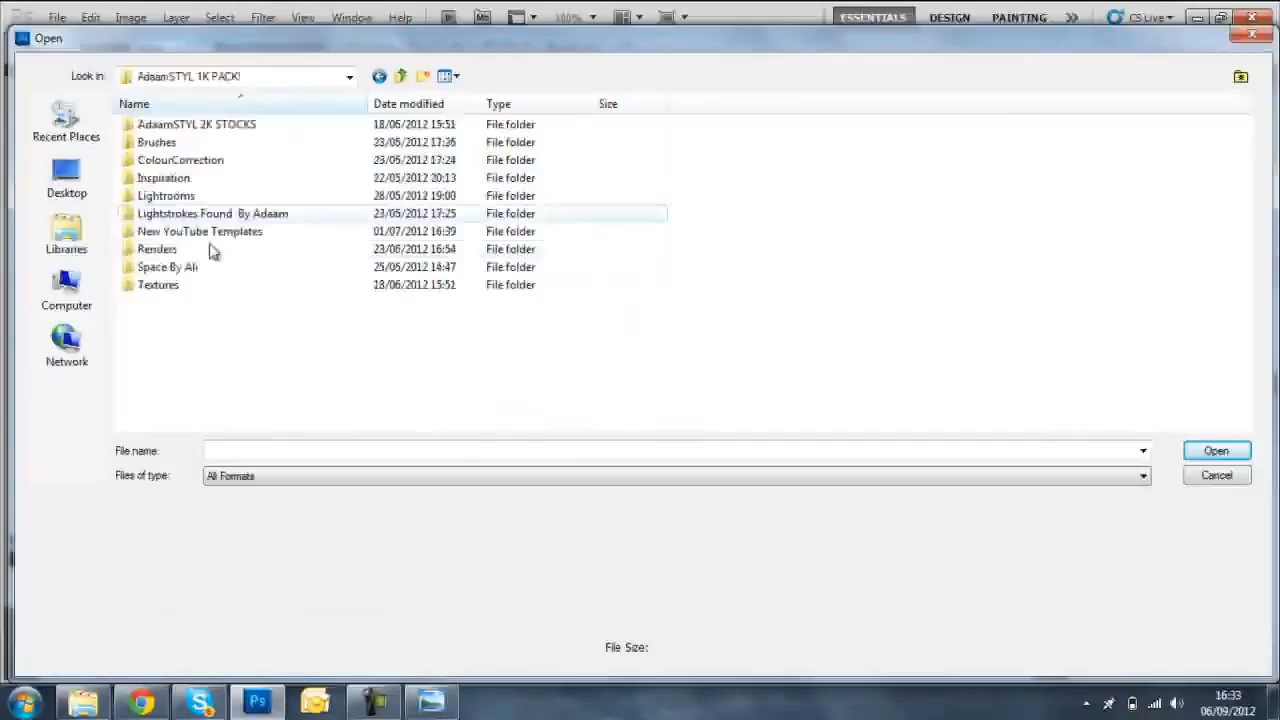 File Edit Image Layer Select Filter View Window Help Mb 100% ESSENTIALS DESIGN PAINTING CS Live
Open
Look in: AdaamSTYL 1K PACK!
Name Date modified Type Size
Recent Places
Desktop
Libraries
Computer
Network
AdaamSTYL 2K STOCKS 18/06/2012 15:51 File folder
Brushes 23/05/2012 17:36 File folder
ColourCorrection 23/05/2012 17:24 File folder
Inspiration 22/05/2012 20:13 File folder
Lightrooms 28/05/2012 19:00 File folder
Lightstrokes Found By Adaam 23/05/2012 17:25 File folder
New YouTube Templates 01/07/2012 16:39 File folder
Renders 23/06/2012 16:54 File folder
Space By Ali 25/05/2012 14:47 File folder
Textures 18/06/2012 15:52 File folder
File name: Open
Files of type: All Formats Cancel
File Size:
Ps
16:33
06/09/2012